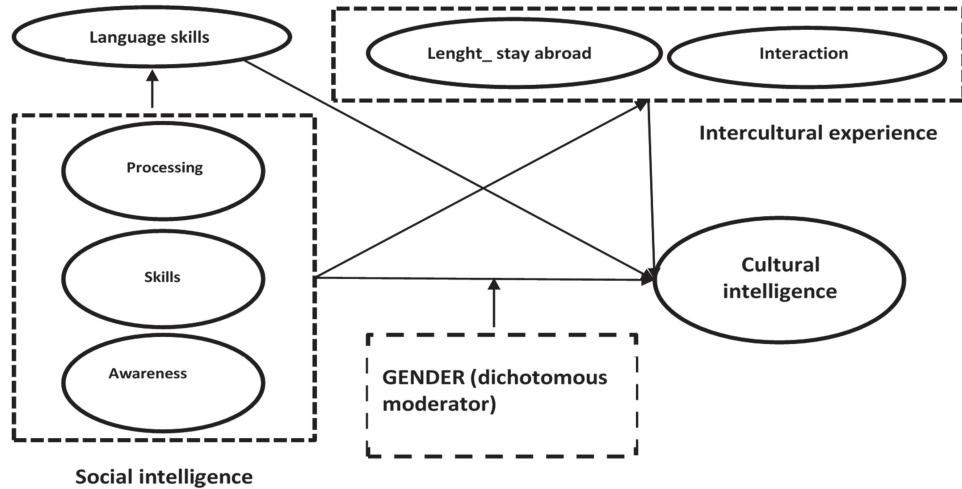 Language skills
Lenght_ stay abroad
Interaction
Intercultural experience
Processing
Skills
Awareness
Social intelligence
Cultural
intelligence
GENDER (dichotomous
moderator)